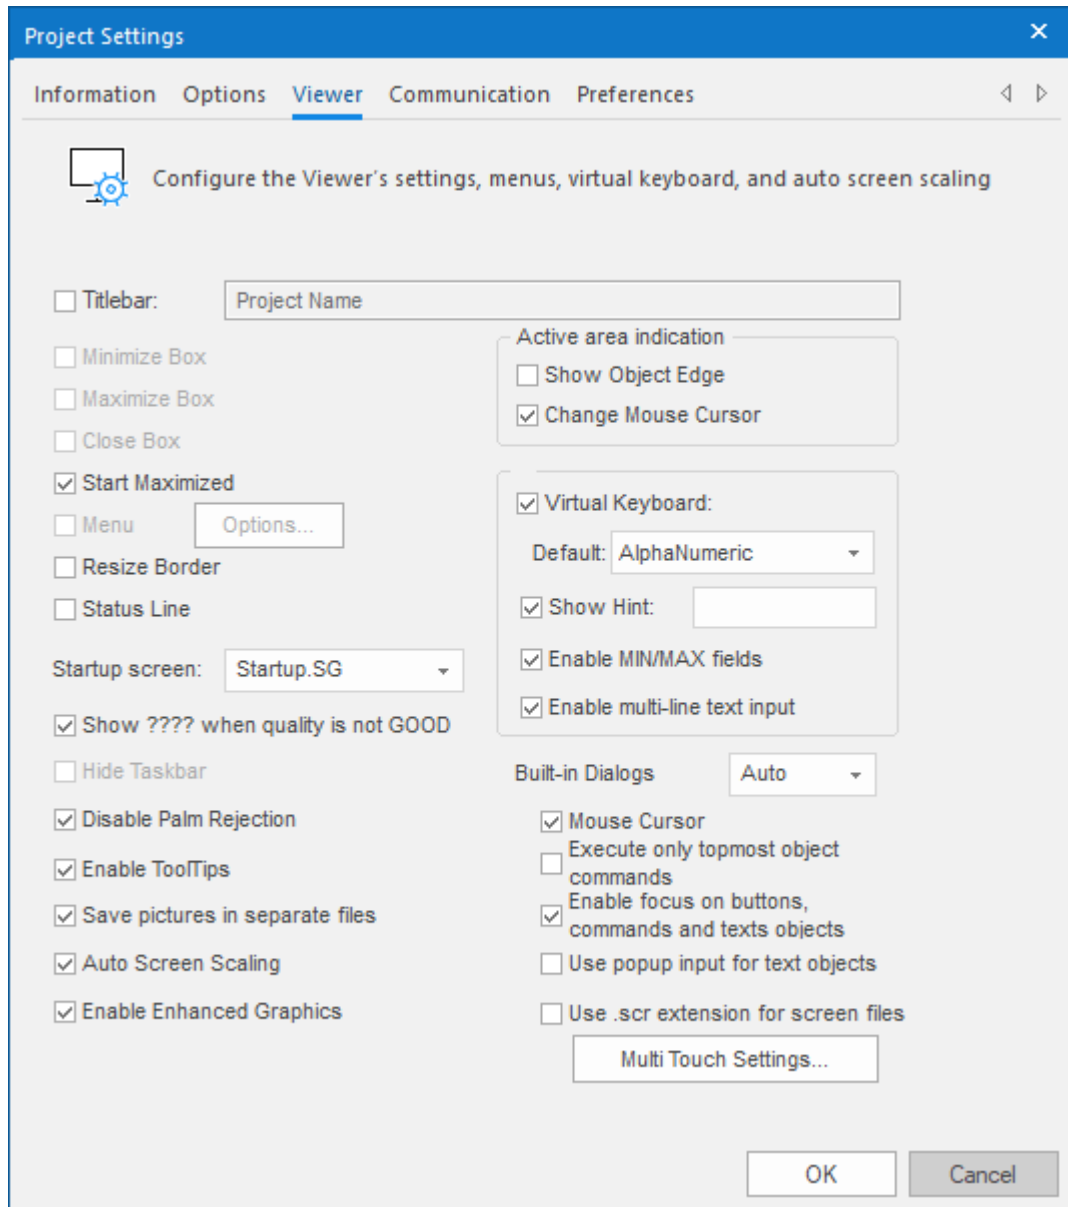 Project Settings
Information Options Viewer Communication Preferences
Configure the Viewer's settings, menus, virtual keyboard, and auto screen scaling
Titlebar: Project Name
Minimize Box
Maximize Box
Close Box
Start Maximized
Menu Options...
Resize Border
Status Line
Startup screen: Startup.SG
Show ???? when quality is not GOOD
Hide Taskbar
Disable Palm Rejection
Enable ToolTips
Save pictures in separate files
Auto Screen Scaling
Enable Enhanced Graphics
Active area indication
Show Object Edge
Change Mouse Cursor
Virtual Keyboard:
Default: AlphaNumeric
Show Hint:
Enable MIN/MAX fields
Enable multi-line text input
Built-in Dialogs Auto
Mouse Cursor
Execute only topmost object
commands
Enable focus on buttons,
commands and texts objects
Use popup input for text objects
Use .scr extension for screen files
Multi Touch Settings...
OK Cancel